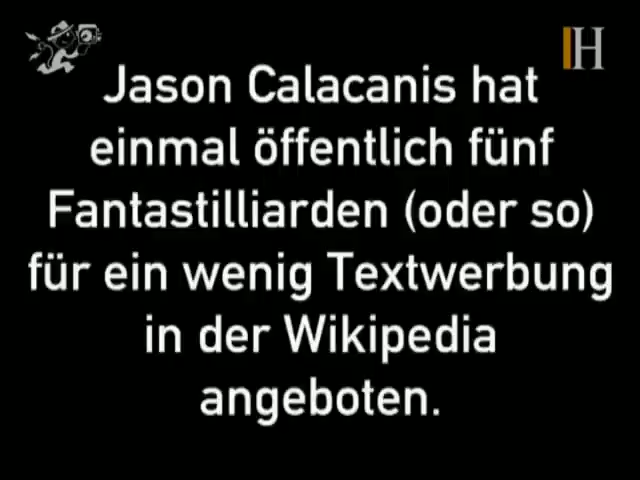 H
Jason Calacanis hat
einmal öffentlich fünf
Fantastilliarden (oder so)
für ein wenig Textwerbung
in der Wikipedia
angeboten.